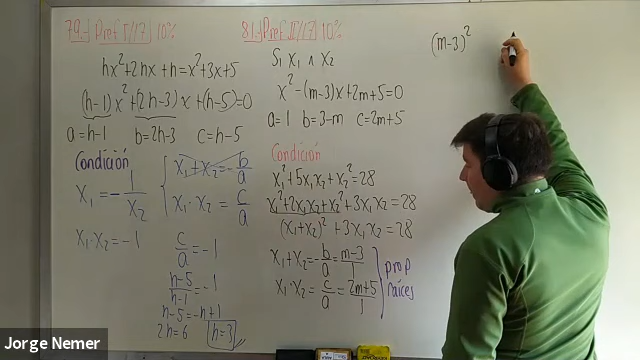 79.-) Pref II/17| 10%
hx²+2hx+h=x²+3x+5
(h-1)x²+(2h-3)x+(h-5)=0
a=h-1 b=2h-3 c=h-5
Condición
x₁=-1/x₂
x₁+x₂=-b/a
x₁·x₂=c/a
x₁·x₂=-1
c/a=-1
h-5/h-1=-1
h-5=-h+1
2h=6 h=3
81.-) Pref II/17| 10%
Si x₁ ∧ x₂
x²-(m-3)x+2m+5=0
a=1 b=3-m c=2m+5
Condición
x₁²+5x₁x₂+x₂²=28
x₁²+2x₁x₂+x₂²+3x₁x₂=28
(x₁+x₂)²+3x₁x₂=28
x₁+x₂=-b/a=m-3/1
x₁·x₂=c/a=2m+5/1
prop
raíces
(m-3)²
Jorge Nemer